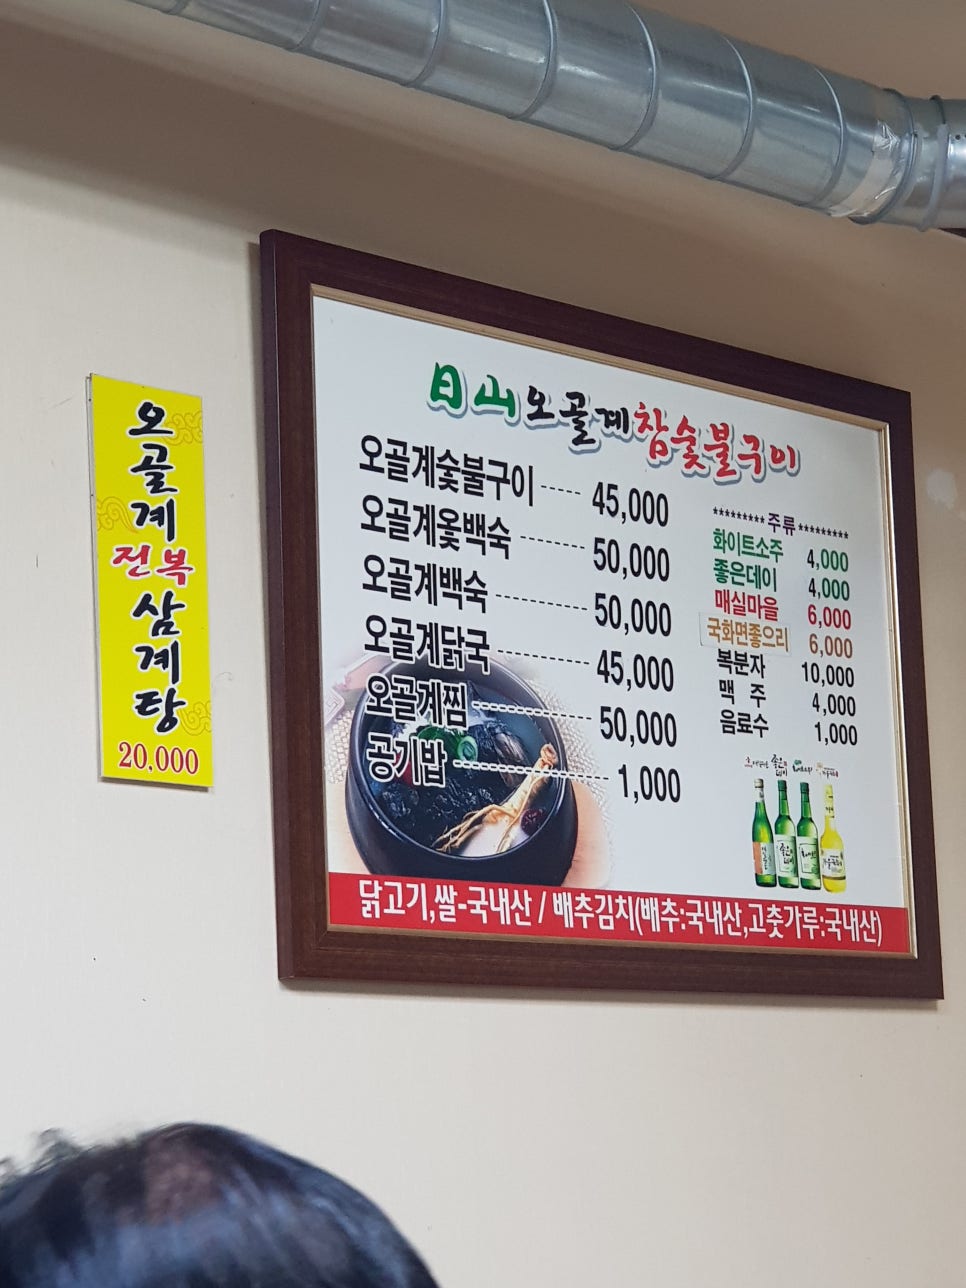 오골계
전복
삼계탕
20,000
日山오골계참숯불구이
오골계숯불구이 ----- 45,000
오골계옻백숙 -------- 50,000
오골계백숙 ----------- 50,000
오골계닭국 ----------- 45,000
오골계찜 -------------- 50,000
공기밥 ------------------ 1,000
********* 주류 *********
화이트소주 4,000
좋은데이 4,000
매실마을 6,000
국화면좋으리 6,000
복분자 10,000
맥 주 4,000
음료수 1,000
닭고기,쌀-국내산 / 배추김치(배추:국내산,고춧가루:국내산)